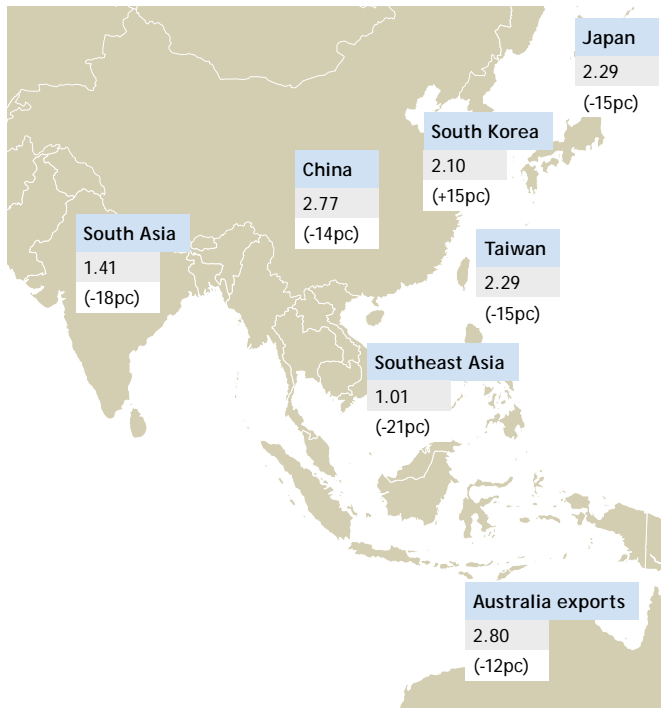 Japan
2.29
(-15pc)
South Korea
2.10
(+15pc)
China
2.77
(-14pc)
South Asia
1.41
(-18pc)
Taiwan
2.29
(-15pc)
Southeast Asia
1.01
(-21pc)
Australia exports
2.80
(-12pc)